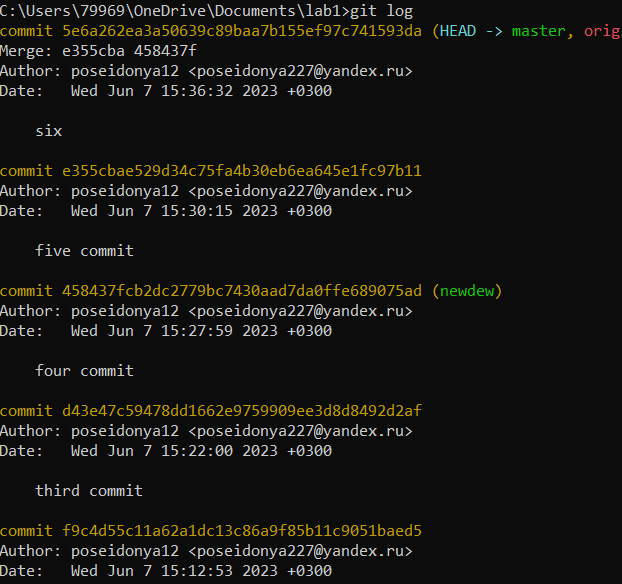 C:\Users\79969\OneDrive\Documents\lab1>git log
commit 5e6a262ea3a50639c89baa7b155ef97c741593da (HEAD -> master, orig
Merge: e355cba 458437f
Author: poseidonya12 <poseidonya227@yandex.ru>
Date:   Wed Jun 7 15:36:32 2023 +0300
six
commit e355cbae529d34c75fa4b30eb6ea645e1fc97b11
Author: poseidonya12 <poseidonya227@yandex.ru>
Date:   Wed Jun 7 15:30:15 2023 +0300
five commit
commit 458437fcb2dc2779bc7430aad7da0ffe689075ad (newdew)
Author: poseidonya12 <poseidonya227@yandex.ru>
Date:   Wed Jun 7 15:27:59 2023 +0300
four commit
commit d43e47c59478dd1662e9759909ee3d8d8492d2af
Author: poseidonya12 <poseidonya227@yandex.ru>
Date:   Wed Jun 7 15:22:00 2023 +0300
third commit
commit f9c4d55c11a62a1dc13c86a9f85b11c9051baed5
Author: poseidonya12 <poseidonya227@yandex.ru>
Date:   Wed Jun 7 15:12:53 2023 +0300